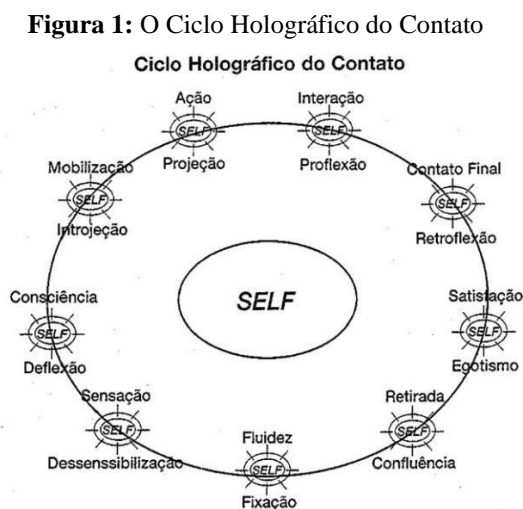 Figura 1: O Ciclo Holográfico do Contato
Ciclo Holográfico do Contato
Ação
SELF
Projeção
Interação
SELF
Proflexão
Mobilização
SELF
Introjeção
Contato Final
SELF
Retroflexão
SELF
Consciência
SELF
Deflexão
Satisfação
SELF
Egotismo
Sensação
SELF
Dessenssibilização
Retirada
SELF
Confluência
Fluidez
SELF
Fixação